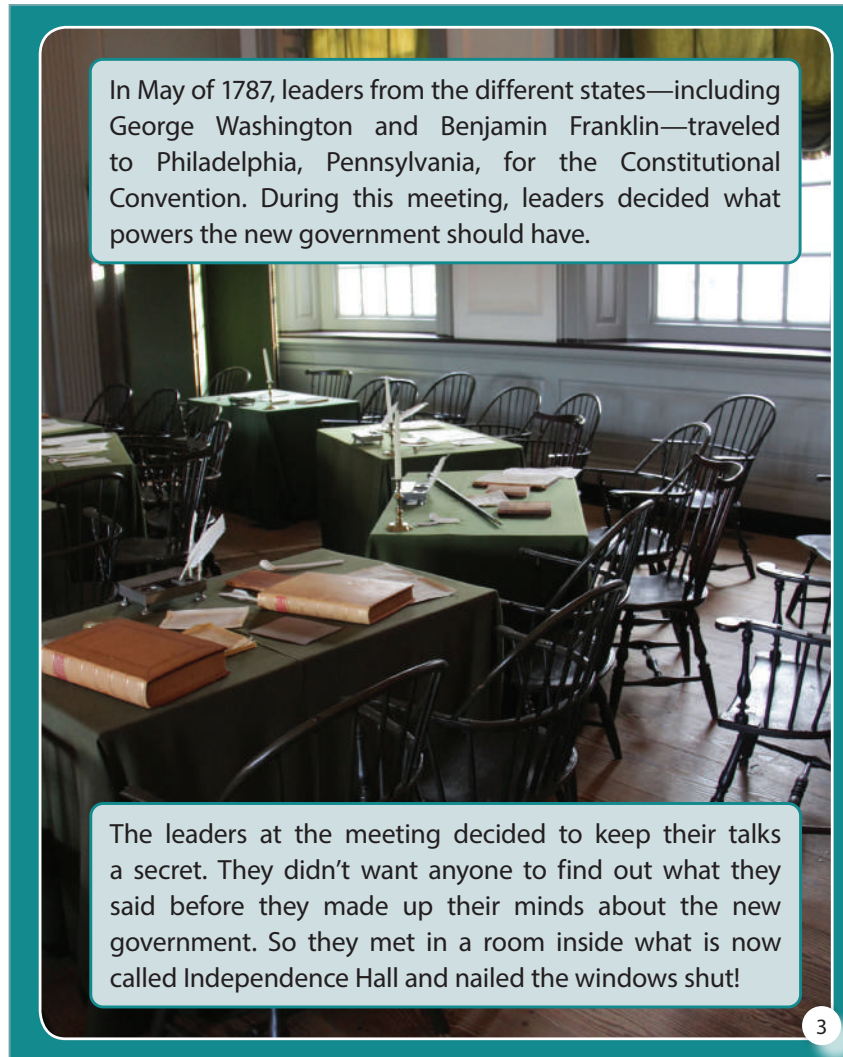 In May of 1787, leaders from the different states—including
George Washington and Benjamin Franklin—traveled
to Philadelphia, Pennsylvania, for the Constitutional
Convention. During this meeting, leaders decided what
powers the new government should have.
The leaders at the meeting decided to keep their talks
a secret. They didn’t want anyone to find out what they
said before they made up their minds about the new
government. So they met in a room inside what is now
called Independence Hall and nailed the windows shut!
3